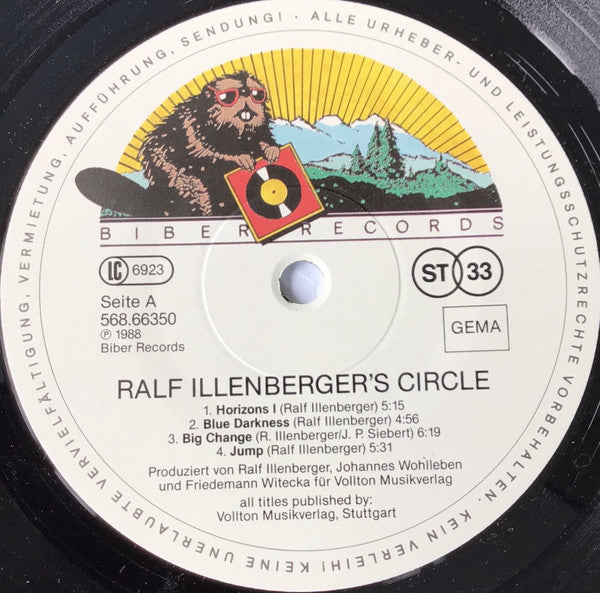 ALLE URHEBER- UND LEISTUNGSSCHUTZRECHTE VORBEHALTEN. KEIN VERLEIH! KEINE UNERLAUBTE VERVIELFÄLTIGUNG, VERMIETUNG, AUFFÜHRUNG, SENDUNG! ·
BIBER RECORDS
LC 6923
ST 33
Seite A
568.66350
℗ 1988
Biber Records
GEMA
RALF ILLENBERGER'S CIRCLE
1. Horizons I (Ralf Illenberger) 5:15
2. Blue Darkness (Ralf Illenberger) 4:56
3. Big Change (R. Illenberger/J. P. Siebert) 6:19
4. Jump (Ralf Illenberger) 5:31
Produziert von Ralf Illenberger, Johannes Wohlleben
und Friedemann Witecka für Vollton Musikverlag
all titles published by:
Vollton Musikverlag, Stuttgart